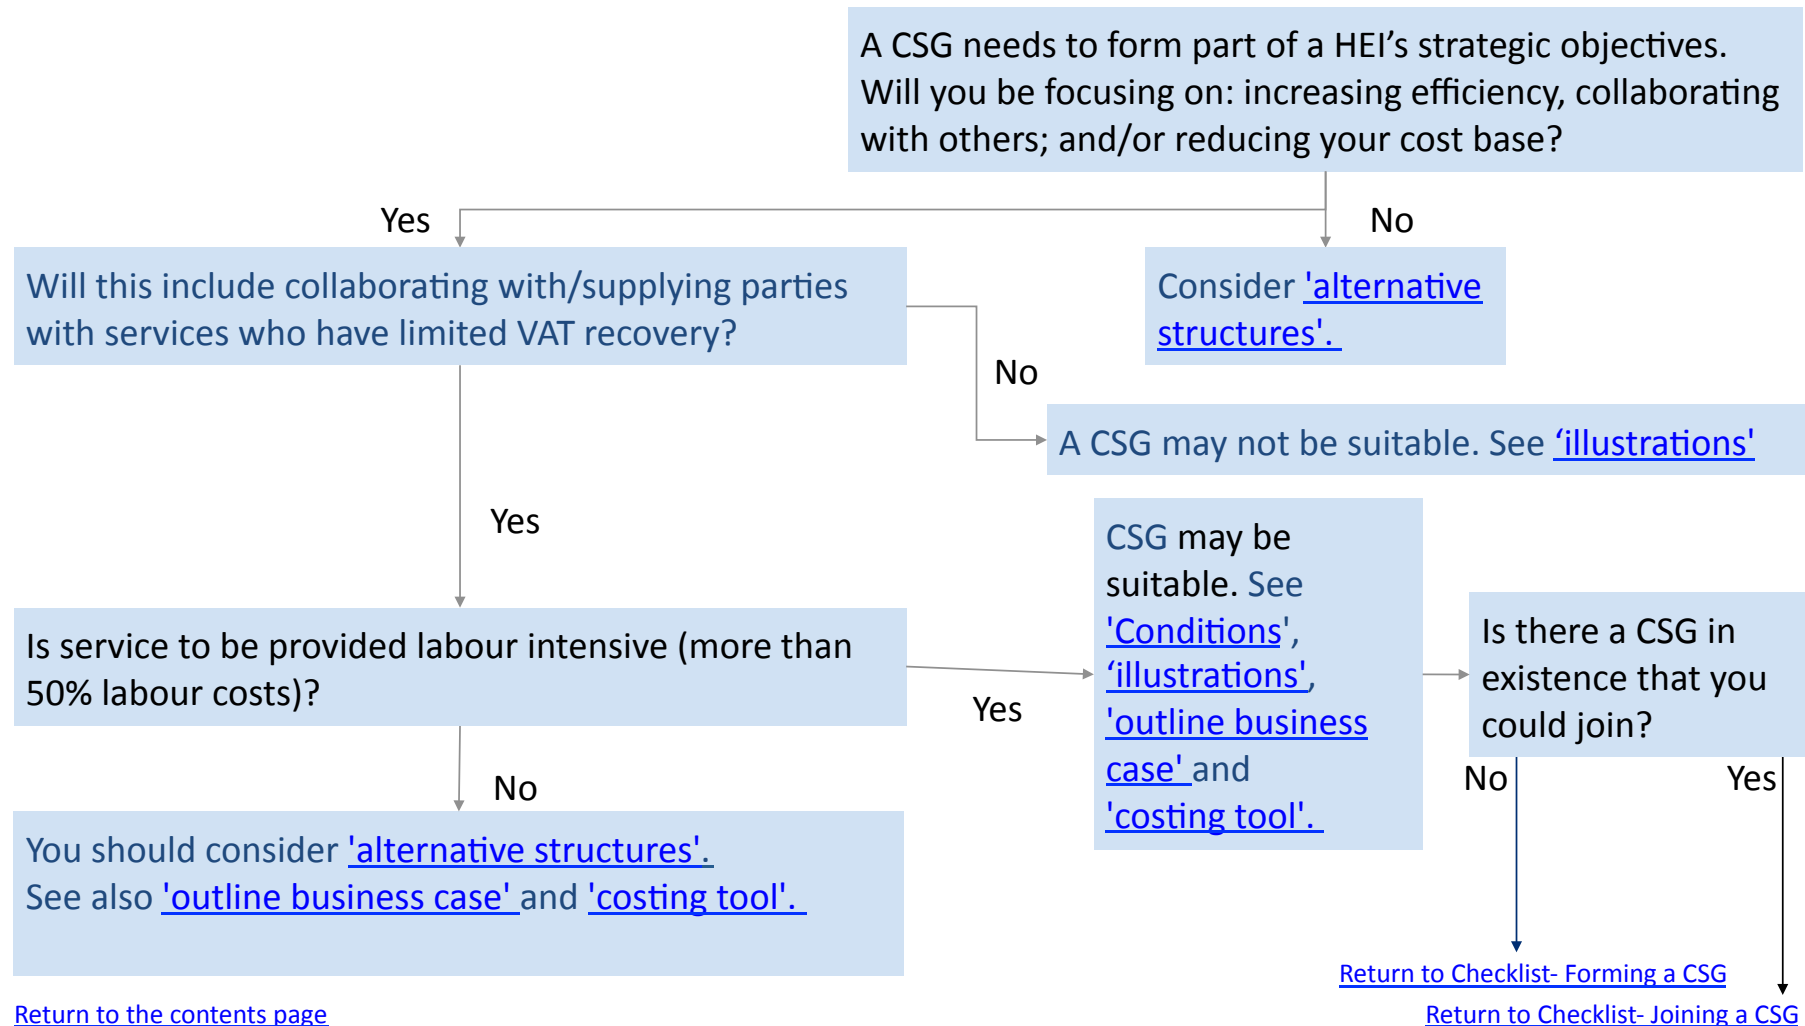 A CSG needs to form part of a HEI’s strategic objectives.
Will you be focusing on: increasing efficiency, collaborating
with others; and/or reducing your cost base?
Yes
No
Will this include collaborating with/supplying parties
with services who have limited VAT recovery?
Consider 'alternative
structures'.
No
A CSG may not be suitable. See ‘illustrations'
Yes
CSG may be
suitable. See
'Conditions',
‘illustrations',
'outline business
case' and
'costing tool'.
Is service to be provided labour intensive (more than
50% labour costs)?
Yes
Is there a CSG in
existence that you
could join?
No
Yes
No
You should consider 'alternative structures'.
See also 'outline business case' and 'costing tool'.
Return to Checklist- Forming a CSG
Return to the contents page
Return to Checklist- Joining a CSG